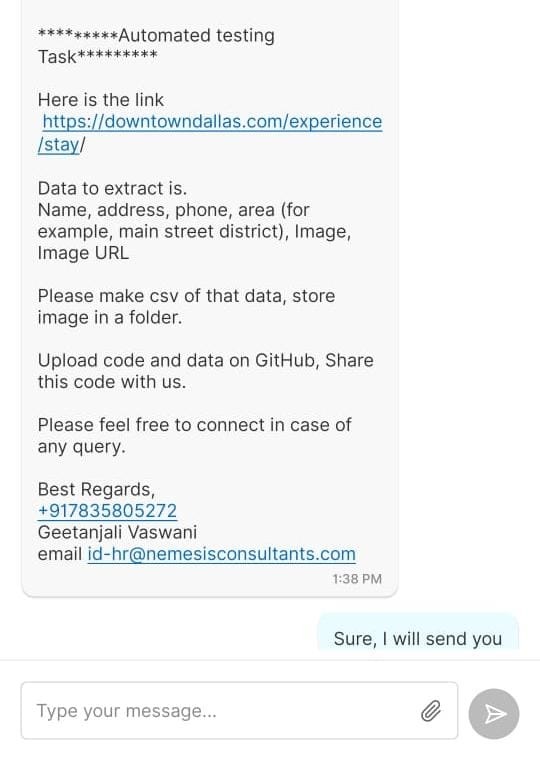 *********Automated testing
Task*********
Here is the link
https://downtowndallas.com/experience
/stay/
Data to extract is.
Name, address, phone, area (for
example, main street district), Image,
Image URL
Please make csv of that data, store
image in a folder.
Upload code and data on GitHub, Share
this code with us.
Please feel free to connect in case of
any query.
Best Regards,
+917835805272
Geetanjali Vaswani
email id-hr@nemesisconsultants.com
1:38 PM
Sure, I will send you
Type your message...